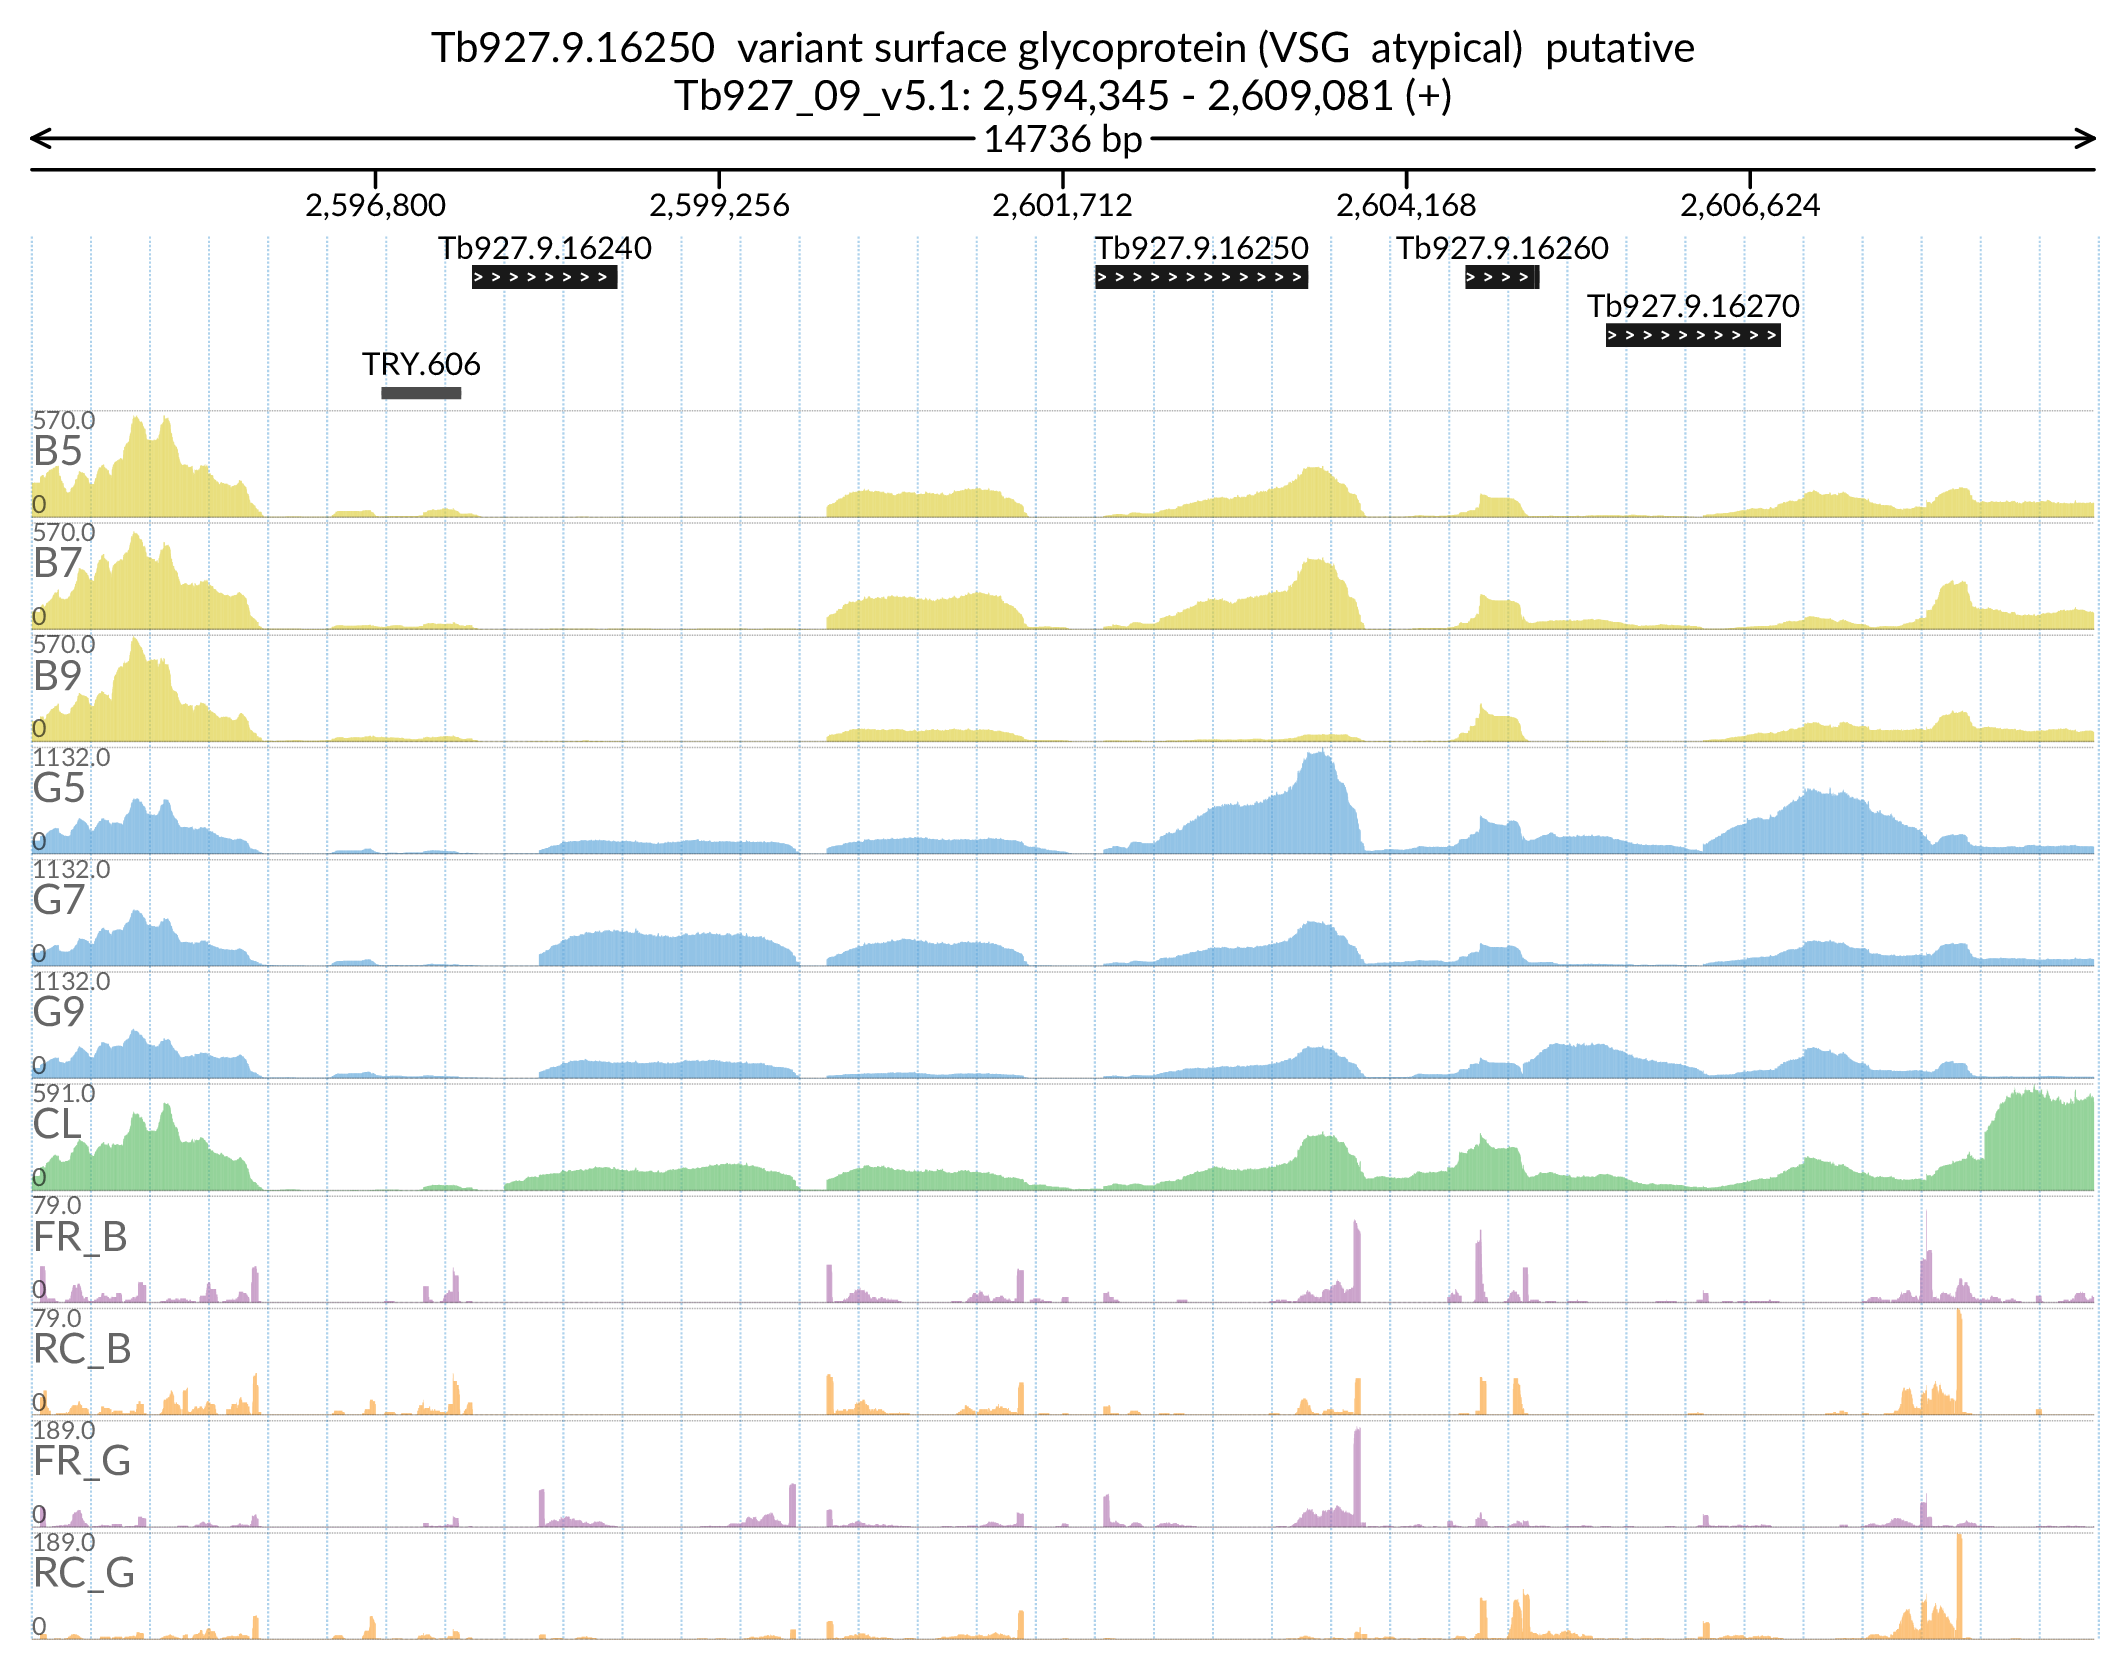 Tb927.9.16250  variant surface glycoprotein (VSG  atypical)  putative
Tb927_09_v5.1: 2,594,345 - 2,609,081 (+)
14736 bp
2,596,800 2,599,256 2,601,712 2,604,168 2,606,624
Tb927.9.16240 Tb927.9.16250 Tb927.9.16260
Tb927.9.16270
TRY.606
570.0
B5
0
570.0
B7
0
570.0
B9
0
1132.0
G5
0
1132.0
G7
0
1132.0
G9
0
591.0
CL
0
79.0
FR_B
0
79.0
RC_B
0
189.0
FR_G
0
189.0
RC_G
0